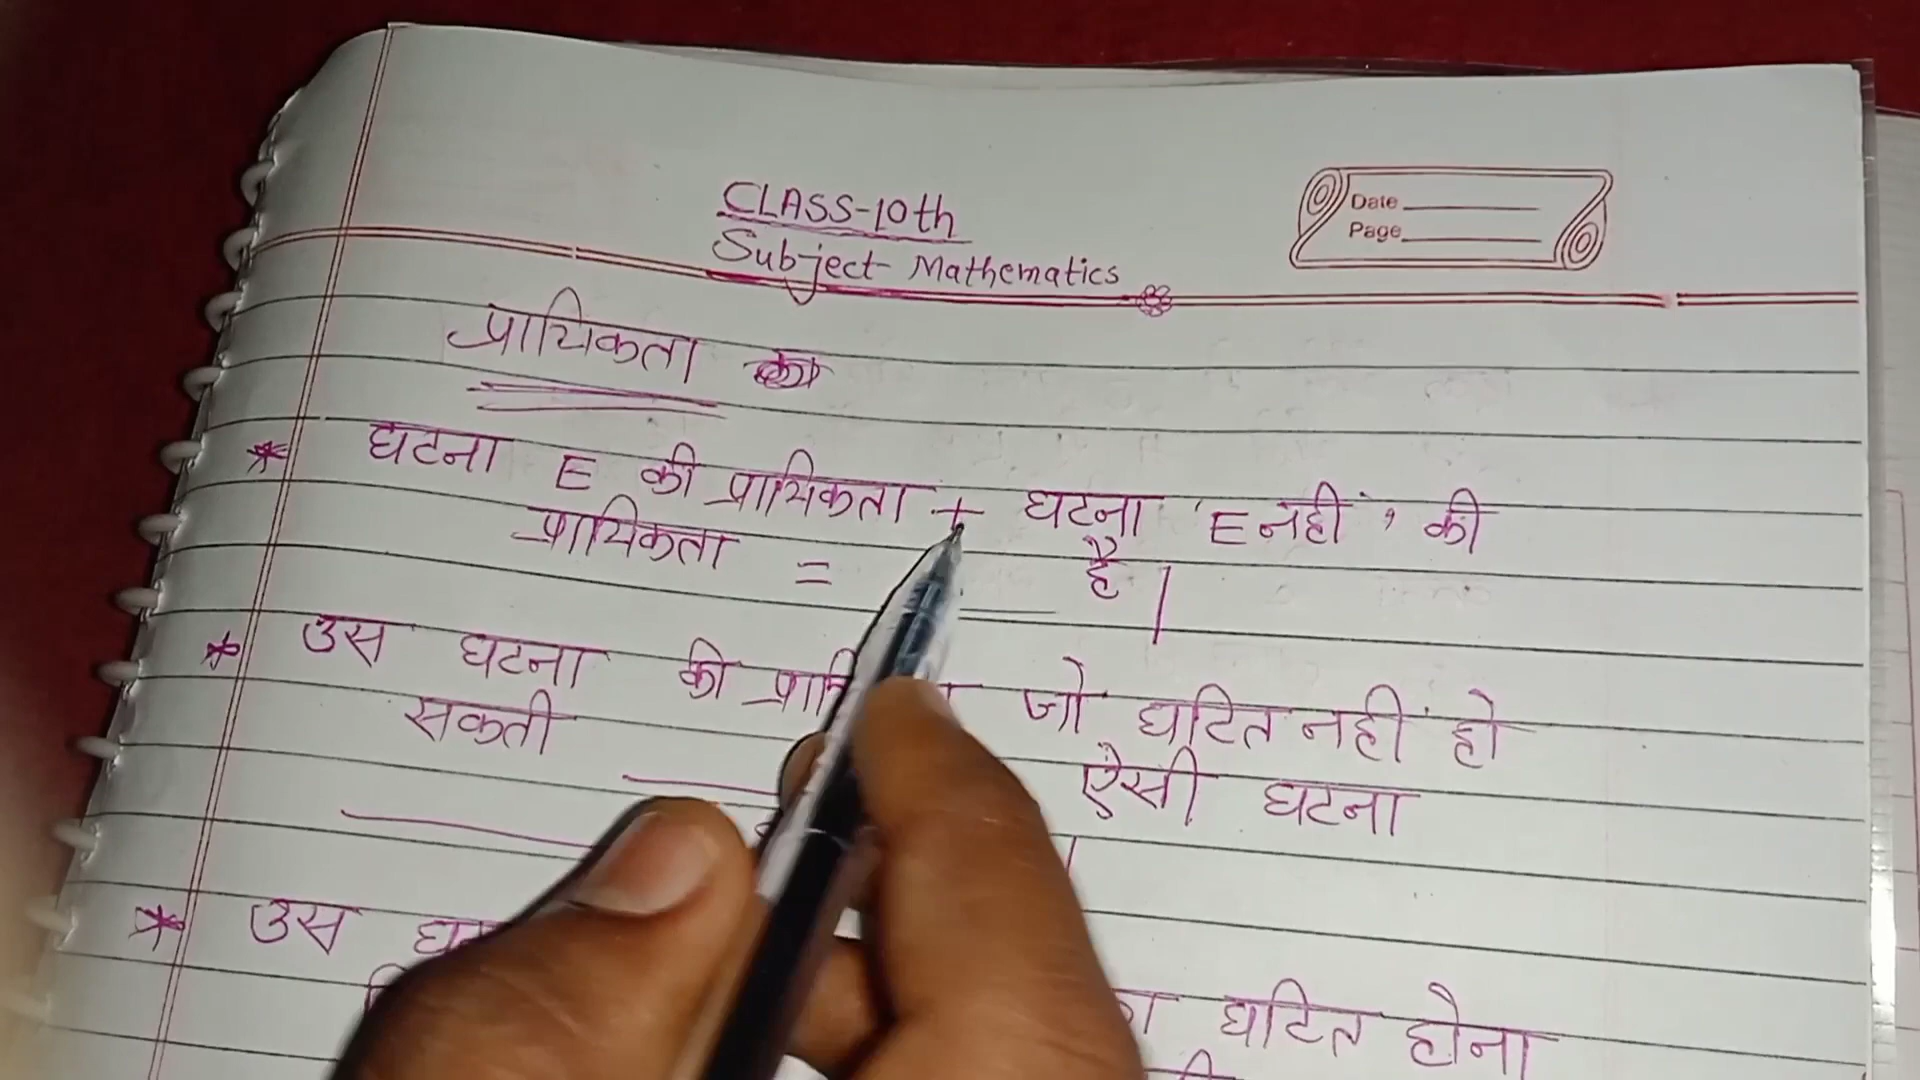 CLASS-10th
Subject- Mathematics
Date
Page
प्रायिकता
* घटना E की प्रायिकता + घटना 'E नहीं' की
प्रायिकता = है।
* उस घटना की जो घटित नहीं हो
सकती ऐसी घटना
* उस
घटित होना